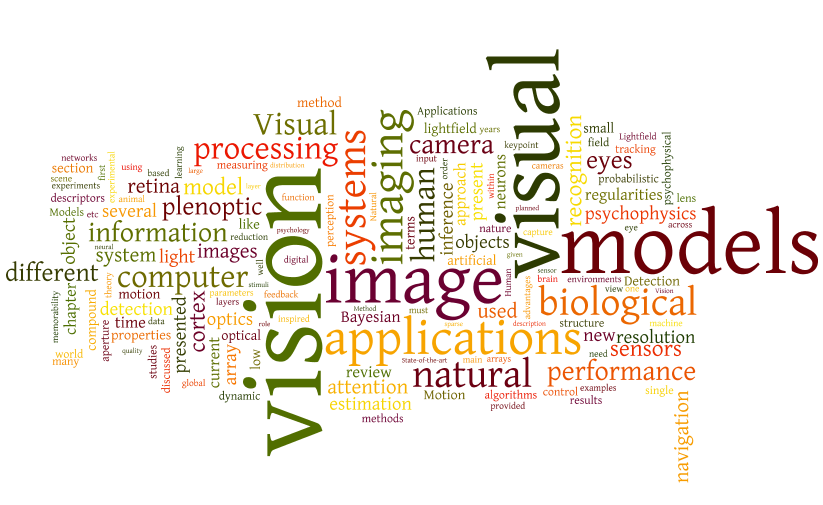 vision
visual
models
image
applications
natural
biological
imaging
systems
human
computer
processing
information
different
performance
camera
plenoptic
Visual
model
retina
several
system
light
images
like
object
chapter
cortex
optics
optical
array
current
presented
detection
motion
time
data
properties
compound
aperture
theory
memorability
world
many
studies
discussed
quality
global
dynamic
low
well
role
inspired
feedback
layers
parameters
stimuli
digital
psychology
reduction
neural
networks
section
scene
experiments
descriptors
Models
etc
first
experimental
using
based
animal
learning
large
measuring
distribution
layer
function
perception
Natural
method
Applications
lightfield
years
input
order
terms
inference
approach
present
within
neurons
keypoint
nature
objects
artificial
planned
capture
given
Human
sensor
brain
advantages
description
used
Bayesian
Method
must
sparse
State-of-the-art
main
arrays
review
attention
estimation
methods
Motion
algorithms
provided
control
examples
results
need
structure
new
resolution
sensors
machine
single
navigation
environments
Detection
view
one
Vision
eye
across
psychophysics
regularities
lens
probabilistic
eyes
cameras
recognition
small
field
Lightfield
tracking
psychophysical